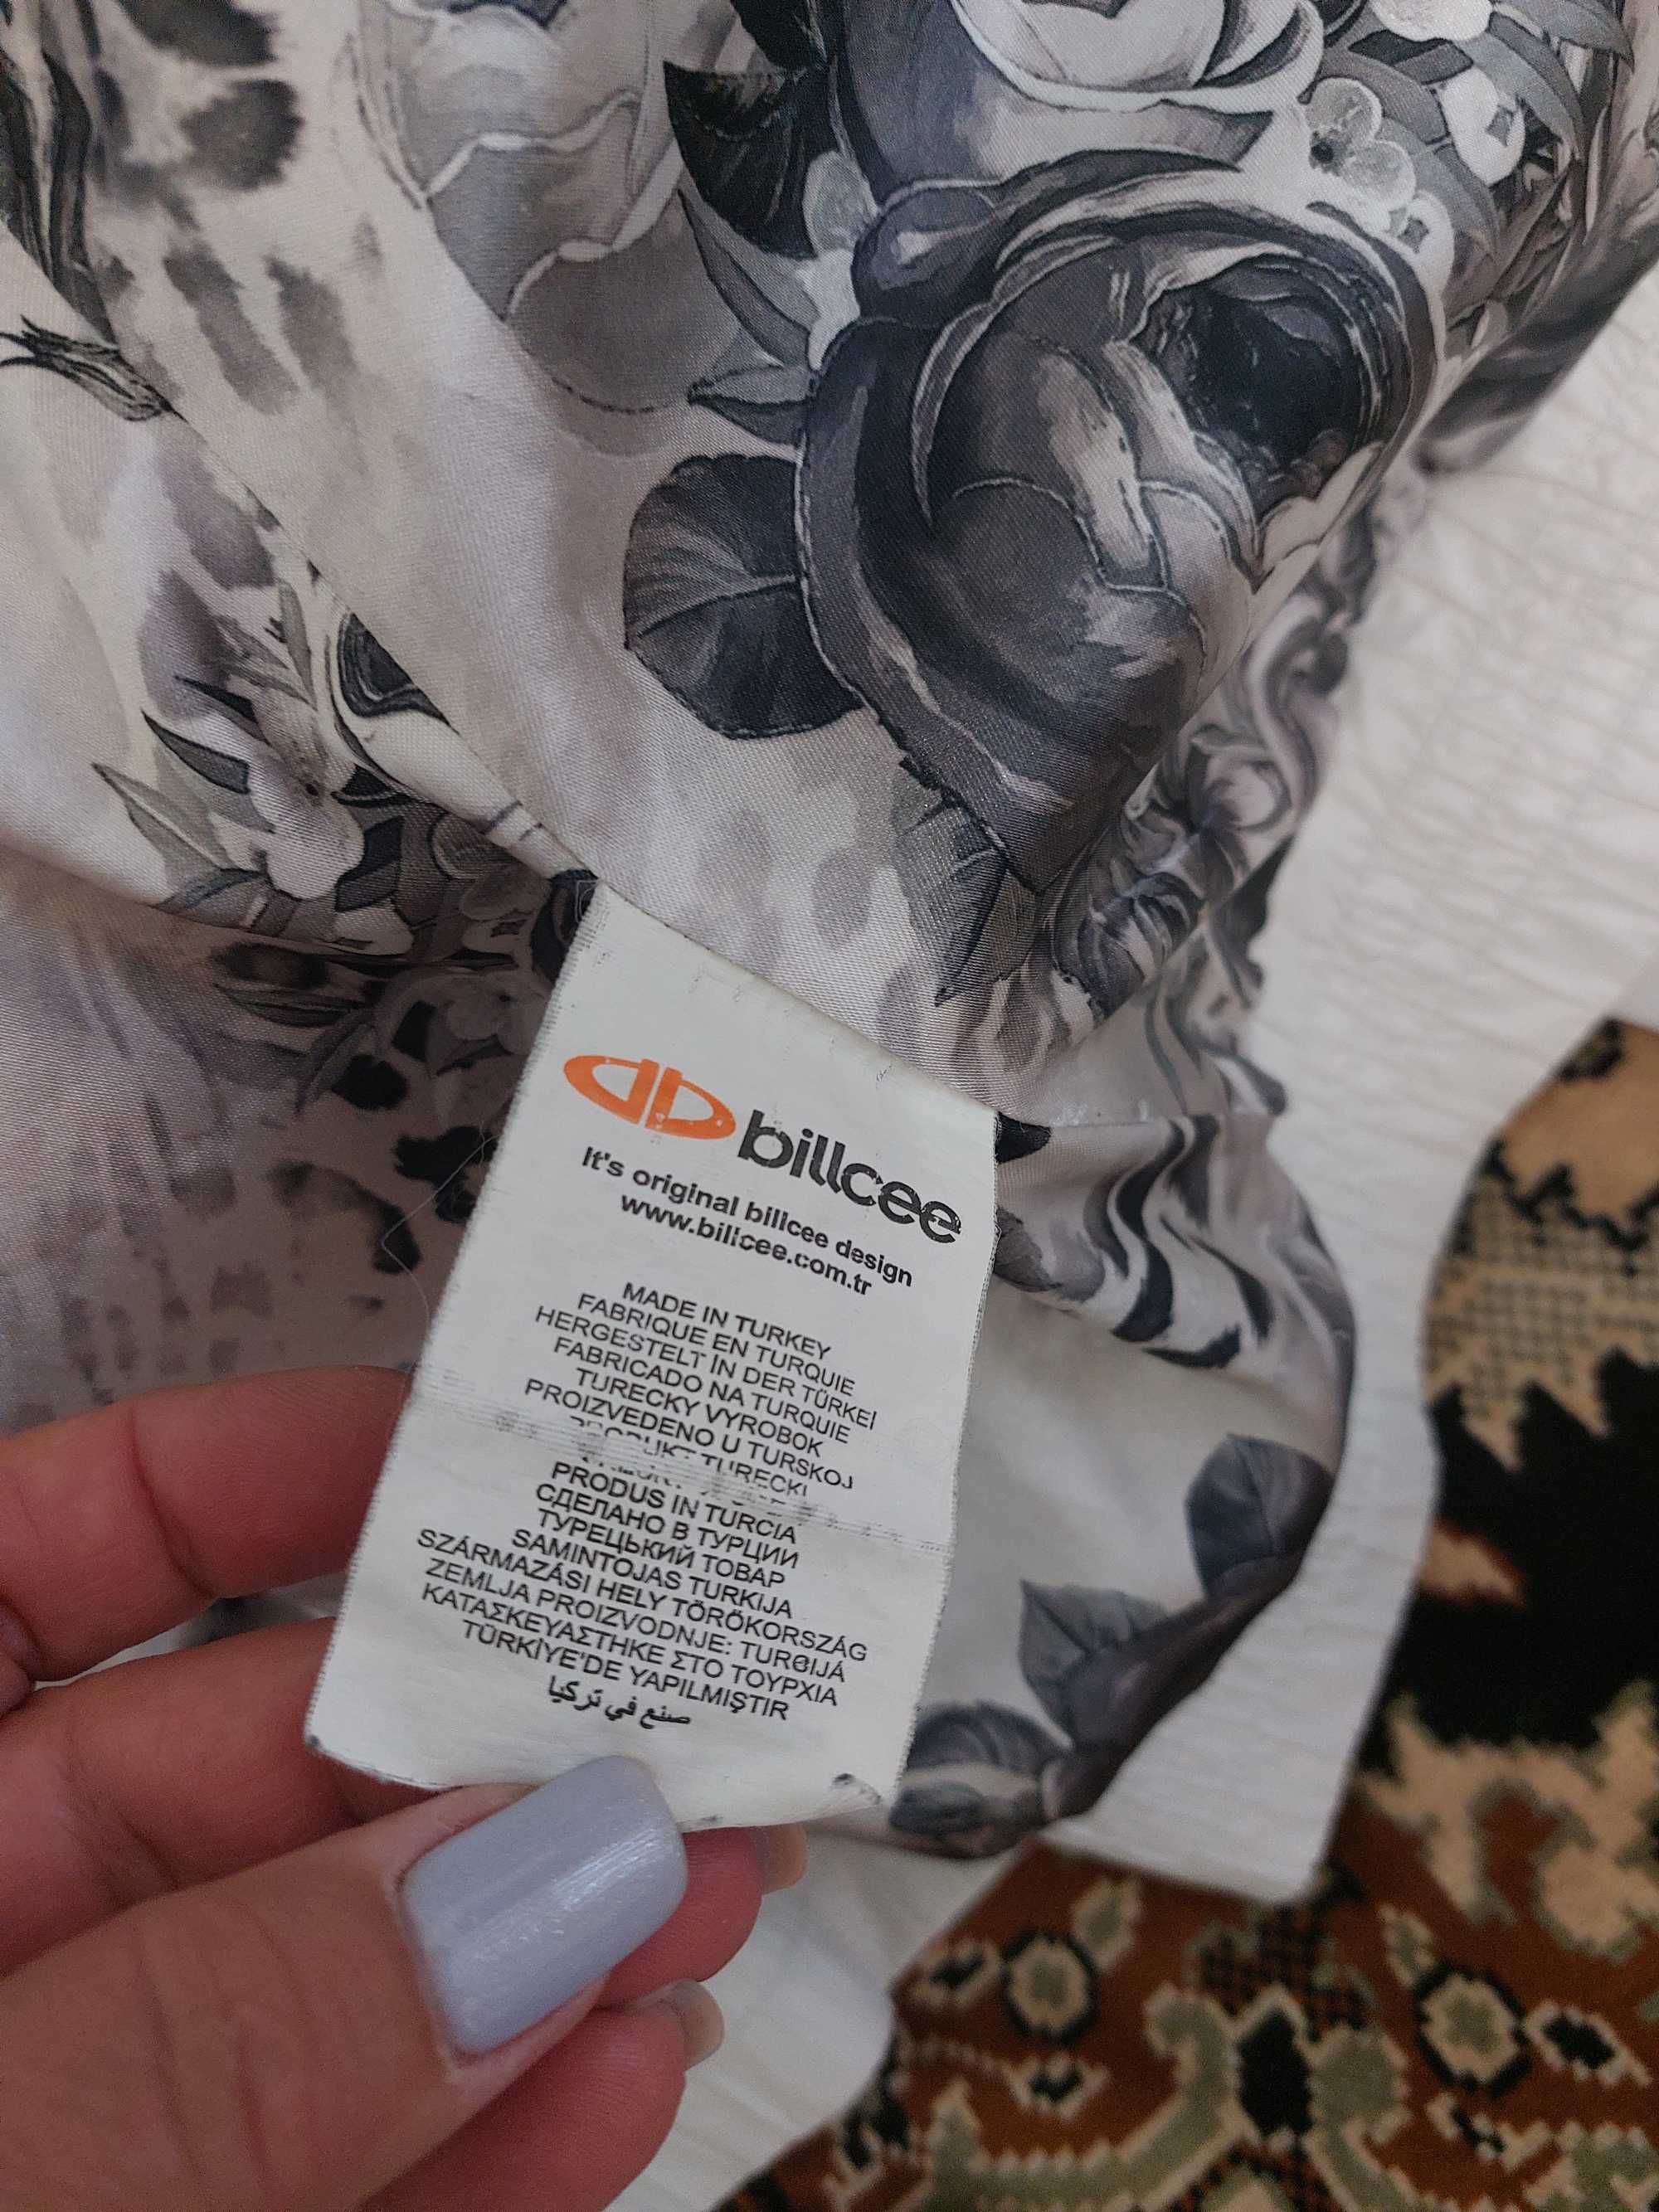 billcee
It's original billcee design
www.billcee.com.tr
MADE IN TURKEY
FABRIQUE EN TURQUIE
HERGESTELT IN DER TÜRKEİ
FABRICADO NA TURQUIE
TURECKY VYROBOK
PROIZVEDENO U TURSKOJ
PRODUKT TURECKI
PRODUS IN TURCIA
СДЕЛАНО В ТУРЦИИ
ТУРЕЦЬКИЙ ТОВАР
SAMINTOJAS TURKIJA
SZÁRMAZÁSI HELY TÖRÖKORSZÁG
ZEMLJA PROIZVODNJE:
ΚΑΤΑΣΚΕΥΑΣΤΗΚΕ ΣΤΟ ΤΟΥΡΧΙΑ
TÜRKİYE'DE YAPILMIŞTIR
صنع في تركيا